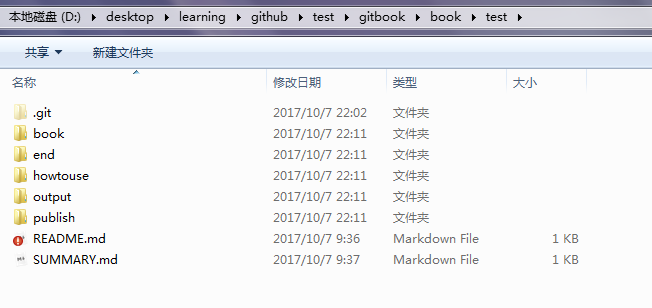 本地磁盘 (D:) desktop learning github test gitbook book test
共享 新建文件夹
名称 修改日期 类型 大小
.git 2017/10/7 22:02 文件夹
book 2017/10/7 22:11 文件夹
end 2017/10/7 22:11 文件夹
howtouse 2017/10/7 22:11 文件夹
output 2017/10/7 22:11 文件夹
publish 2017/10/7 22:11 文件夹
README.md 2017/10/7 9:36 Markdown File 1 KB
SUMMARY.md 2017/10/7 9:37 Markdown File 1 KB